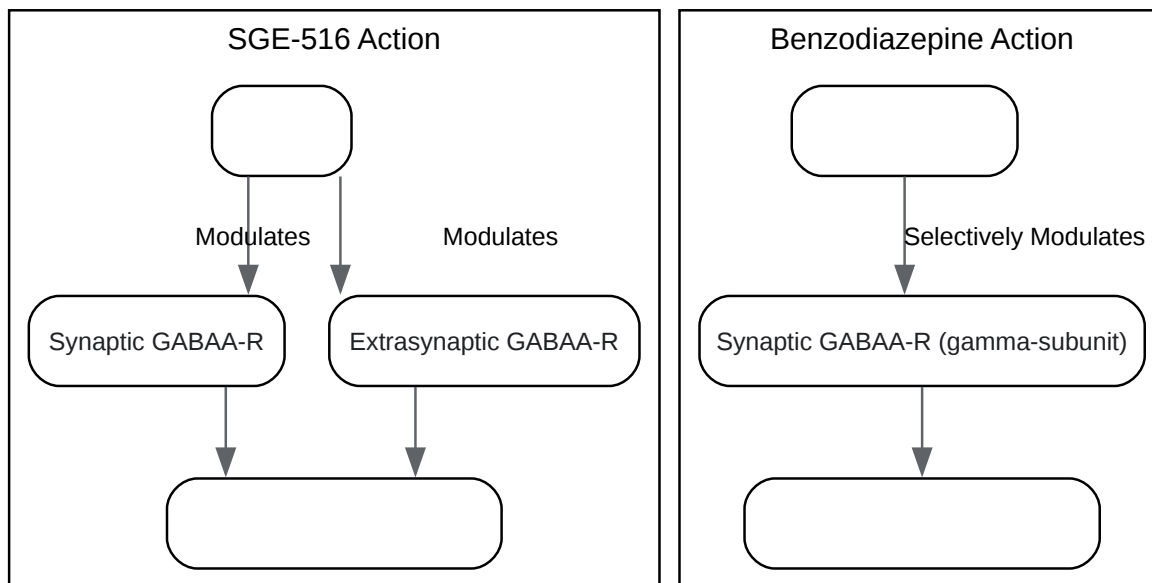 SGE-516 Action
Modulates
Modulates
Synaptic GABAA-R
Extrasynaptic GABAA-R
Benzodiazepine Action
Selectively Modulates
Synaptic GABAA-R (gamma-subunit)